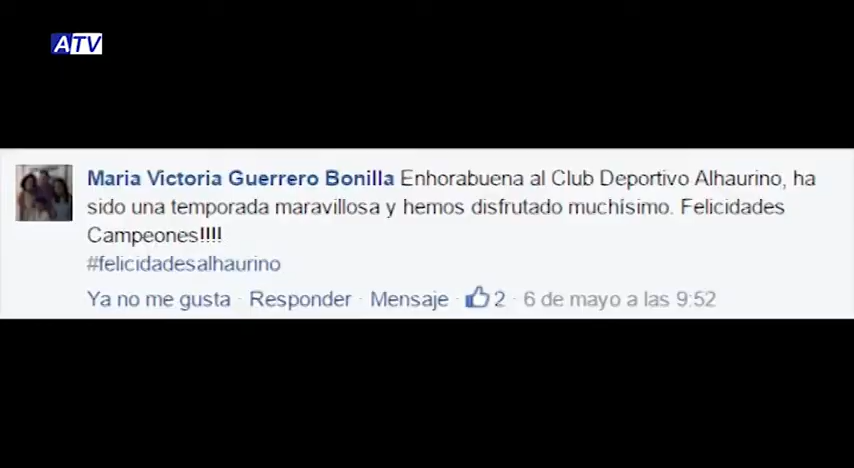 ATV
Maria Victoria Guerrero Bonilla Enhorabuena al Club Deportivo Alhaurino, ha
sido una temporada maravillosa y hemos disfrutado muchísimo. Felicidades
Campeones!!!!
#felicidadesalhaurino
Ya no me gusta · Responder · Mensaje · 2 · 6 de mayo a las 9:52